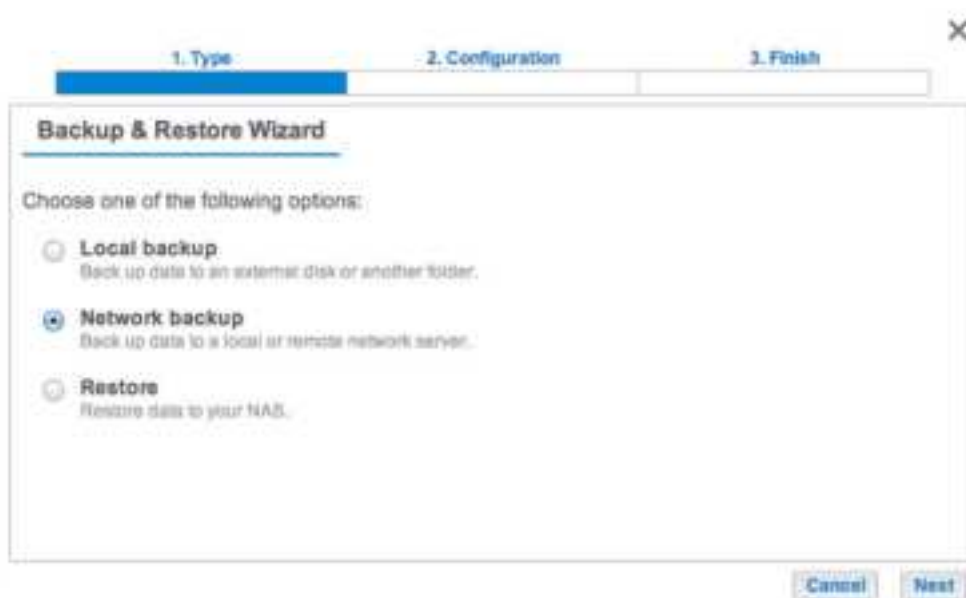 1. Type 2. Configuration 3. Finish
Backup & Restore Wizard
Choose one of the following options:
Local backup
Back up data to an external disk or another folder.
Network backup
Back up data to a local or remote network server.
Restore
Restore data to your NAS.
Cancel Next